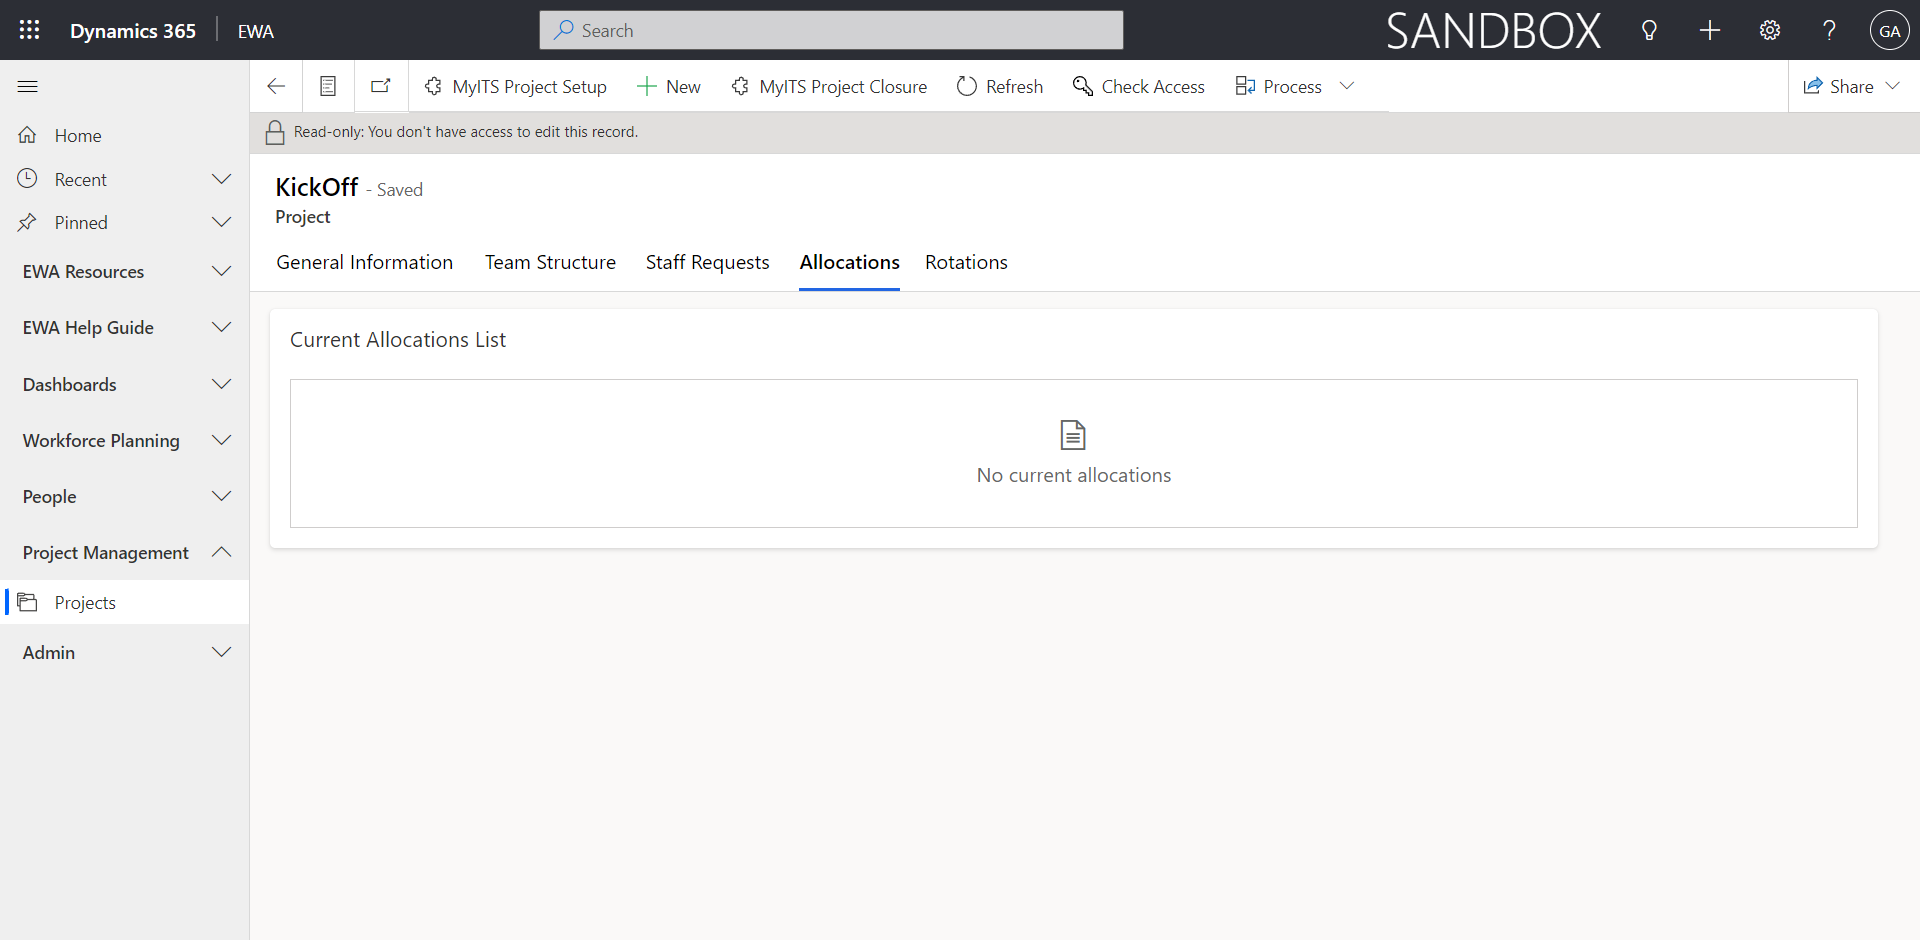 Dynamics 365 EWA
Search
SANDBOX
GA
Home
Recent
Pinned
EWA Resources
EWA Help Guide
Dashboards
Workforce Planning
People
Project Management
Projects
Admin
MyITS Project Setup New MyITS Project Closure Refresh Check Access Process Share
Read-only: You don't have access to edit this record.
KickOff - Saved
Project
General Information Team Structure Staff Requests Allocations Rotations
Current Allocations List
No current allocations